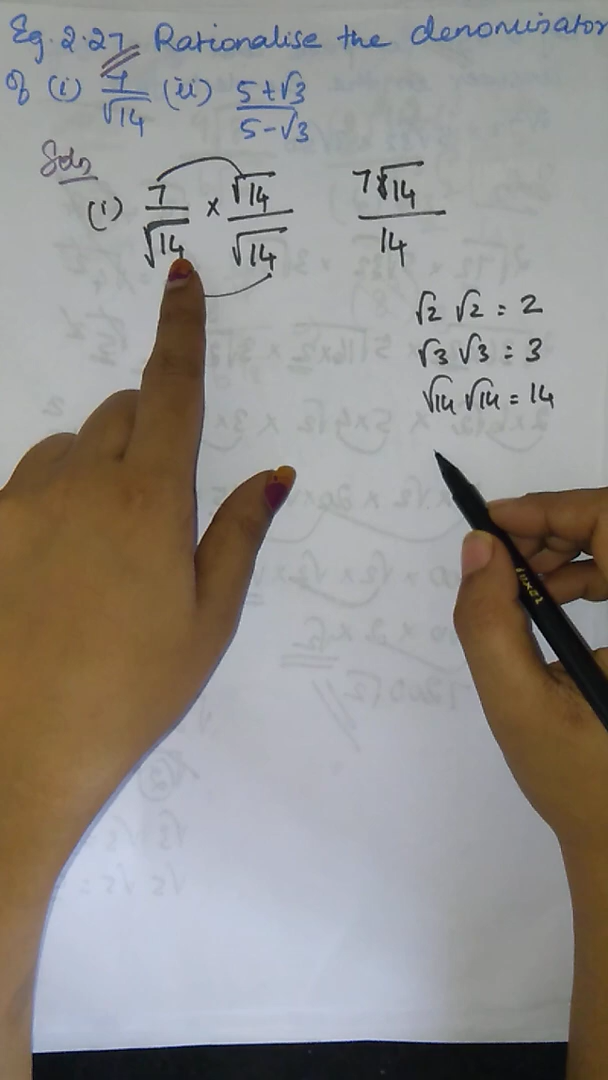 Eg. 2.27 Rationalise the denominator
of (i) 7/√14 (ii) 5+√3/5-√3
Soln
(i) 7/√14 × √14/√14 7√14/14
√2 √2 = 2
√3 √3 = 3
√14 √14 = 14